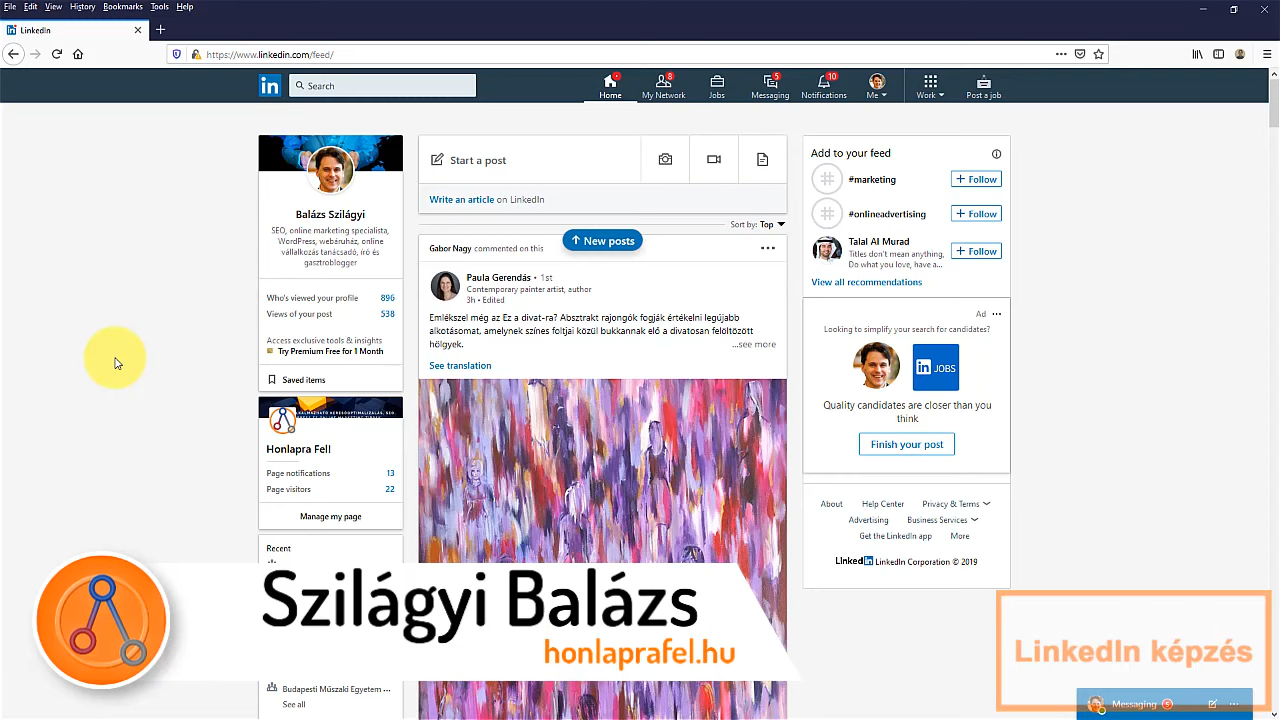 File Edit View History Bookmarks Tools Help
LinkedIn
https://www.linkedin.com/feed/
in
Search
Home
8
My Network
Jobs
5
Messaging
10
Notifications
Me
Work
Post a job
Balázs Szilágyi
SEO, online marketing specialista,
WordPress, webáruház, online
vállalkozás tanácsadó, író és
gasztroblogger
Who's viewed your profile 896
Views of your post 538
Access exclusive tools & insights
Try Premium Free for 1 Month
Saved items
Honlapra Fel!
Page notifications 13
Page visitors 22
Manage my page
Recent
Budapesti Műszaki Egyetem ...
See all
Start a post
Write an article on LinkedIn
Sort by: Top
New posts
Gabor Nagy commented on this
Paula Gerendás • 1st
Contemporary painter artist, author
3h • Edited
Emlékszel még az Ez a divat-ra? Absztrakt rajongók fogják értékelni legújabb
alkotásomat, amelynek színes foltjai közül bukkannak elő a divatosan felöltözött
hölgyek.
...see more
See translation
Add to your feed
#marketing
+ Follow
#onlineadvertising
+ Follow
Talal Al Murad
Titles don't mean anything,
Do what you love, have a...
+ Follow
View all recommendations
Ad
Looking to simplify your search for candidates?
in JOBS
Quality candidates are closer than you
think
Finish your post
About Help Center Privacy & Terms
Advertising Business Services
Get the LinkedIn app More
LinkedIn LinkedIn Corporation © 2019
Szilágyi Balázs
honlaprafel.hu
LinkedIn képzés
Messaging 5